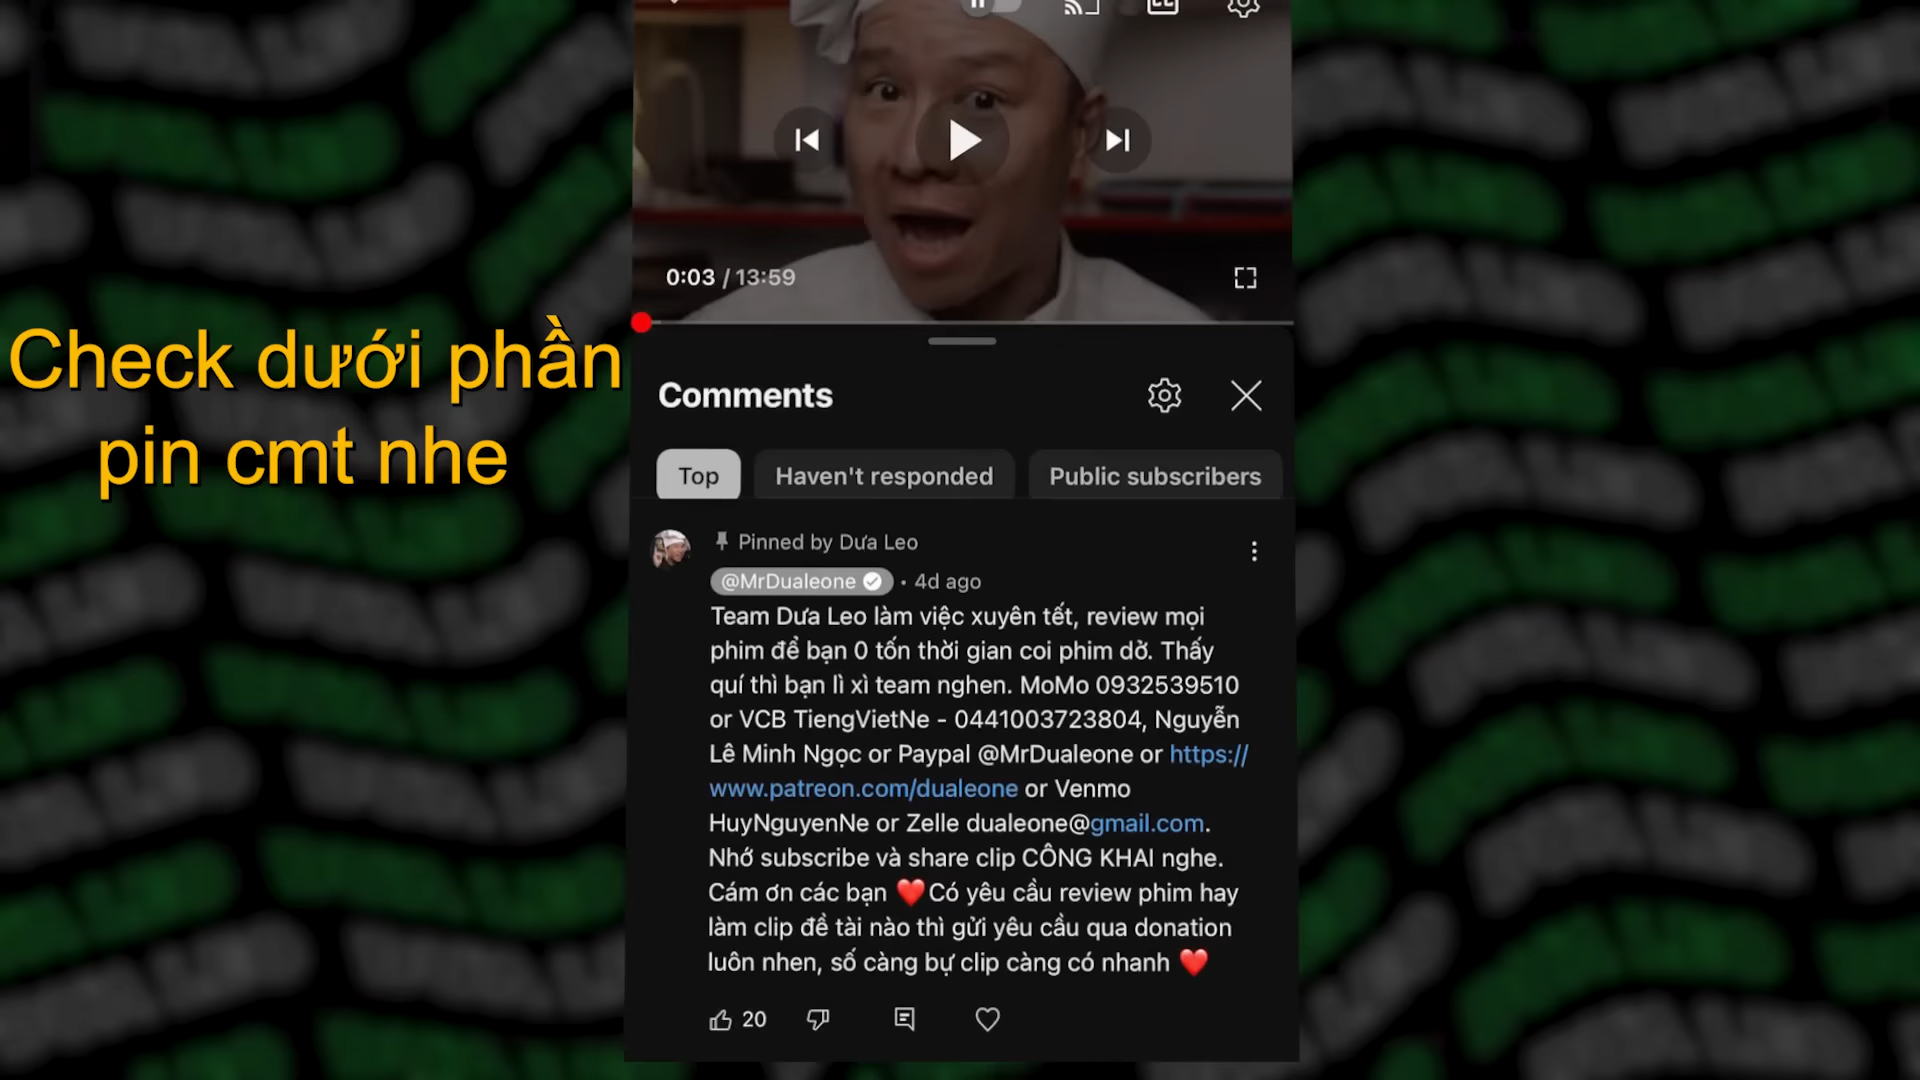 Check dưới phần
pin cmt nhe
0:03 / 13:59
Comments
Top
Haven't responded
Public subscribers
Pinned by Dưa Leo
@MrDualeone • 4d ago
Team Dưa Leo làm việc xuyên tết, review mọi
phim để bạn 0 tốn thời gian coi phim dở. Thấy
quí thì bạn lì xì team nghen. MoMo 0932539510
or VCB TiengVietNe - 0441003723804, Nguyễn
Lê Minh Ngọc or Paypal @MrDualeone or https://
www.patreon.com/dualeone or Venmo
HuyNguyenNe or Zelle dualeone@gmail.com.
Nhớ subscribe và share clip CÔNG KHAI nghe.
Cám ơn các bạn ❤️Có yêu cầu review phim hay
làm clip đề tài nào thì gửi yêu cầu qua donation
luôn nhen, số càng bự clip càng có nhanh ❤️
20